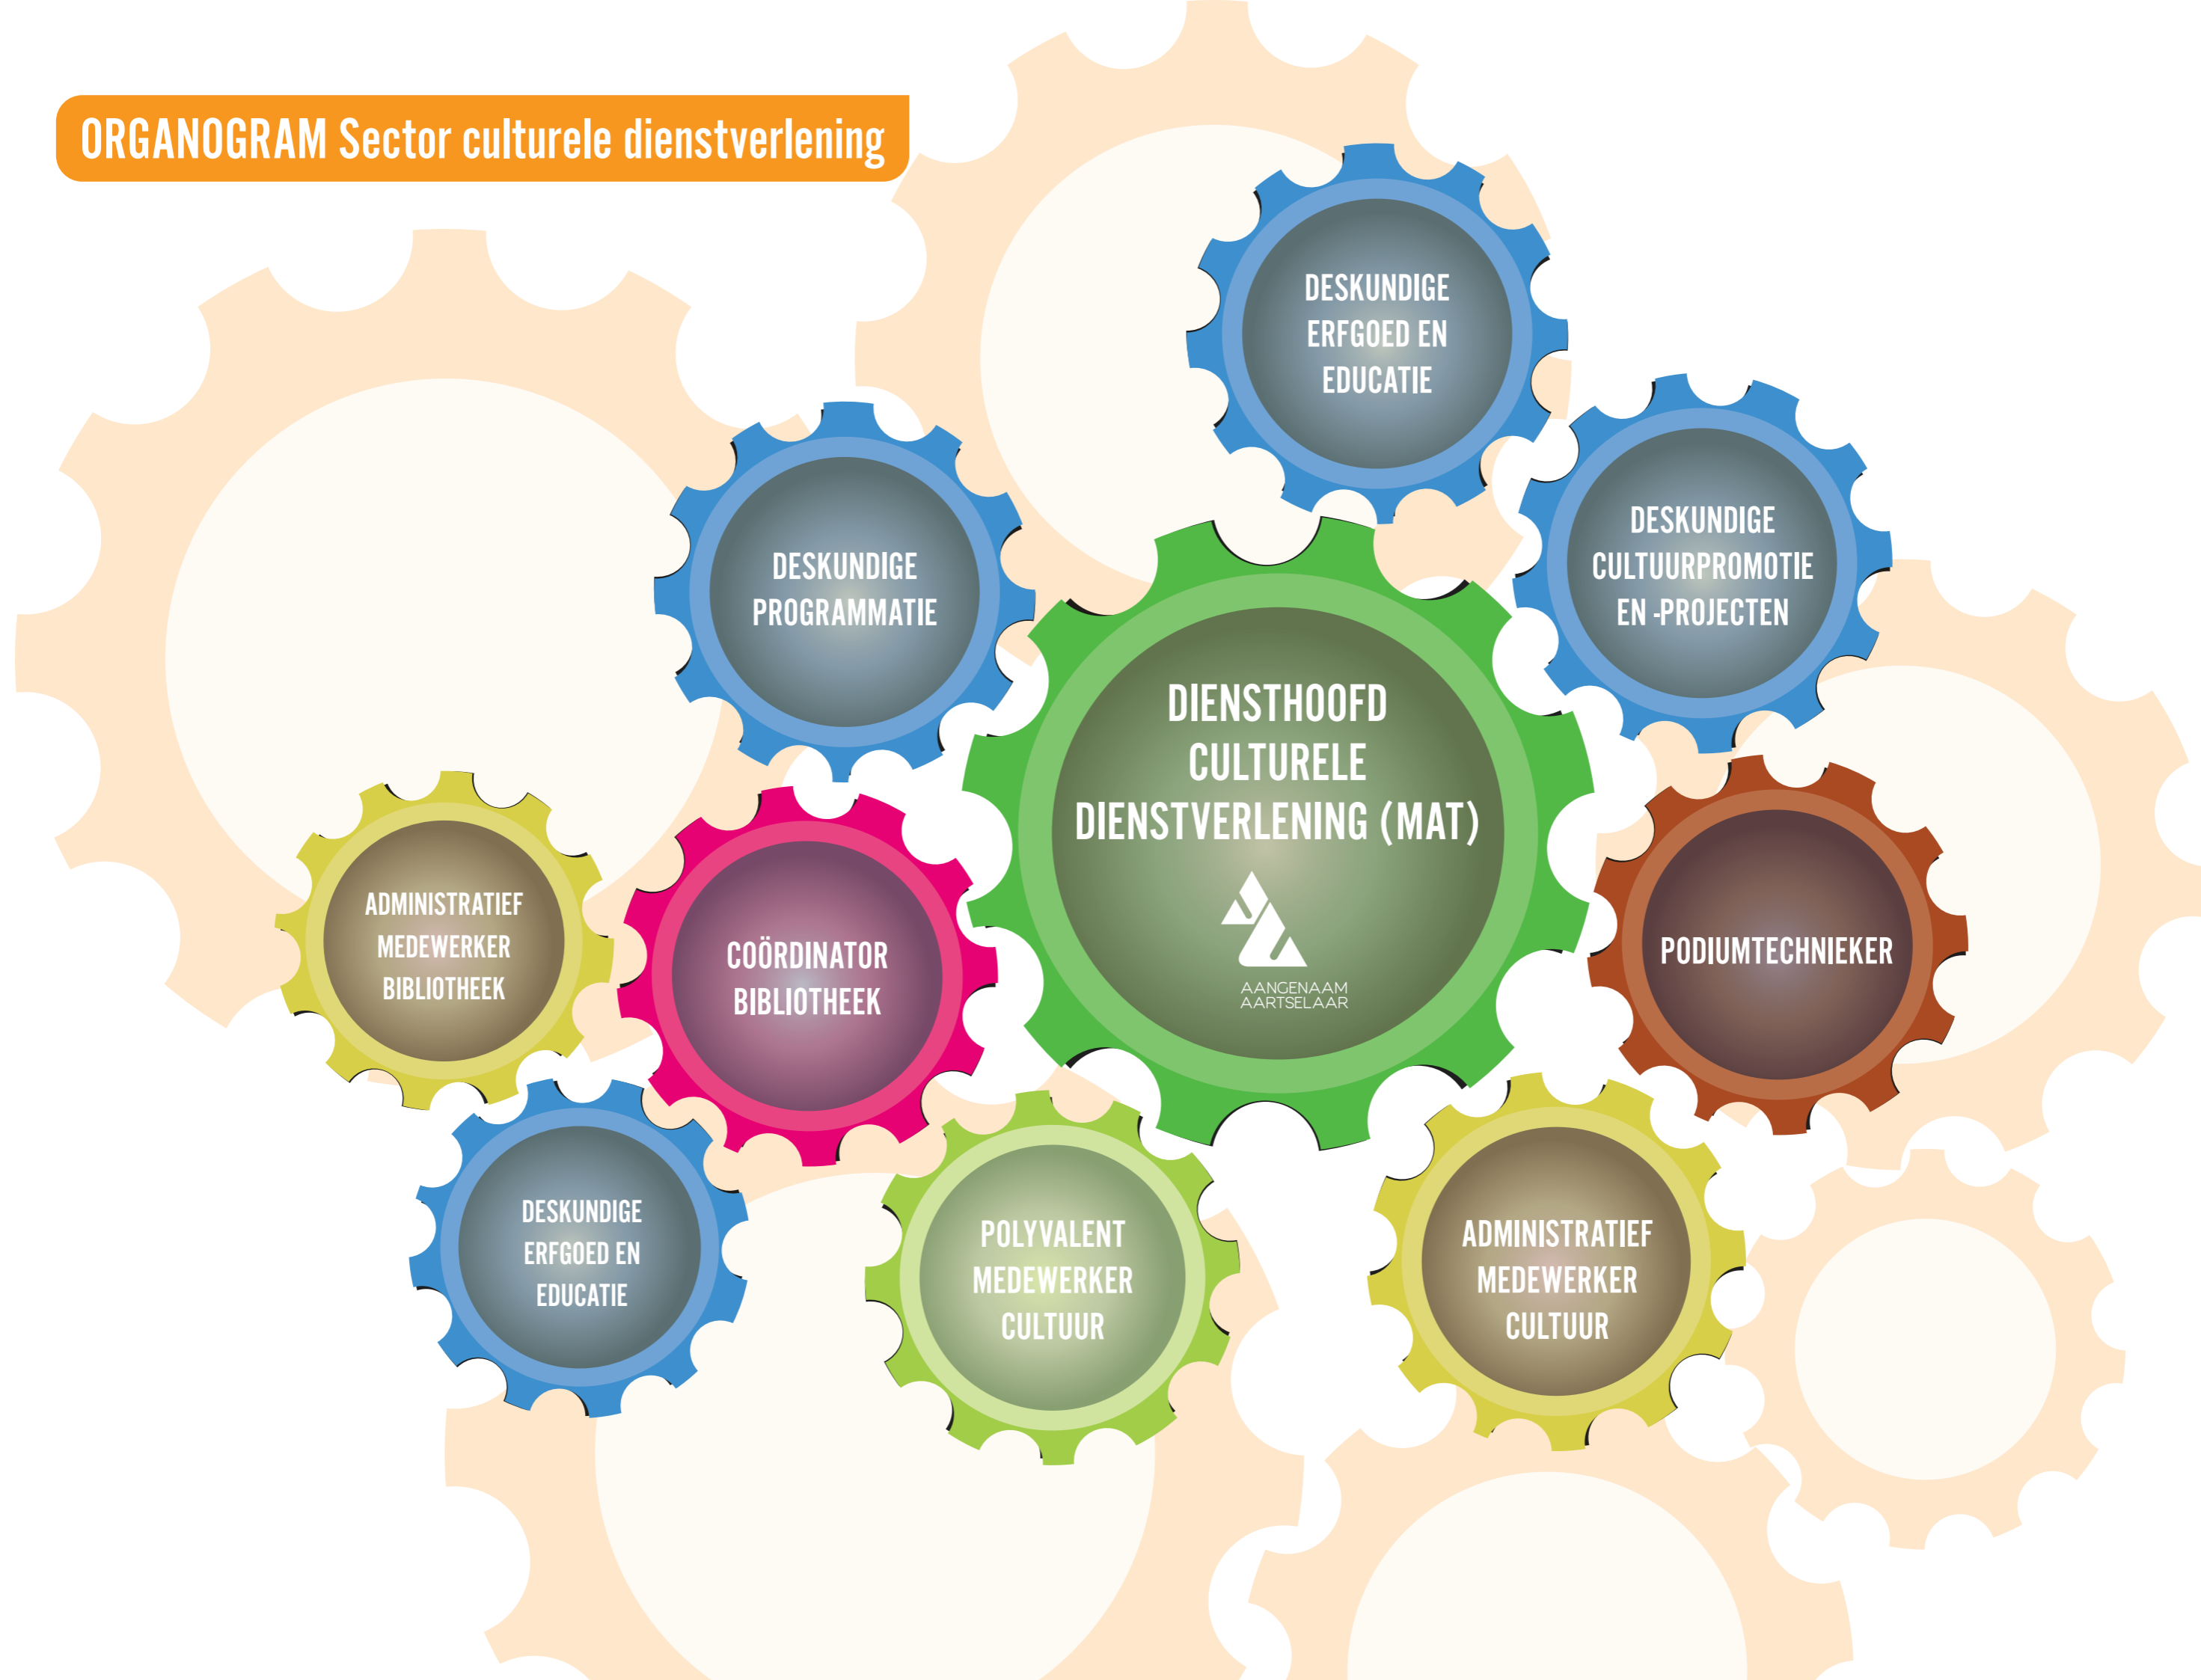 ORGANOGRAM Sector culturele dienstverlening
DESKUNDIGE
ERFGOED EN
EDUCATIE
DESKUNDIGE
CULTUURPROMOTIE
EN -PROJECTEN
DESKUNDIGE
PROGRAMMATIE
DIENSTHOOFD
CULTURELE
DIENSTVERLENING (MAT)
AANGENAAM
AARTSELAAR
ADMINISTRATIEF
MEDEWERKER
BIBLIOTHEEK
COÖRDINATOR
BIBLIOTHEEK
PODIUMTECHNIEKER
DESKUNDIGE
ERFGOED EN
EDUCATIE
POLYVALENT
MEDEWERKER
CULTUUR
ADMINISTRATIEF
MEDEWERKER
CULTUUR